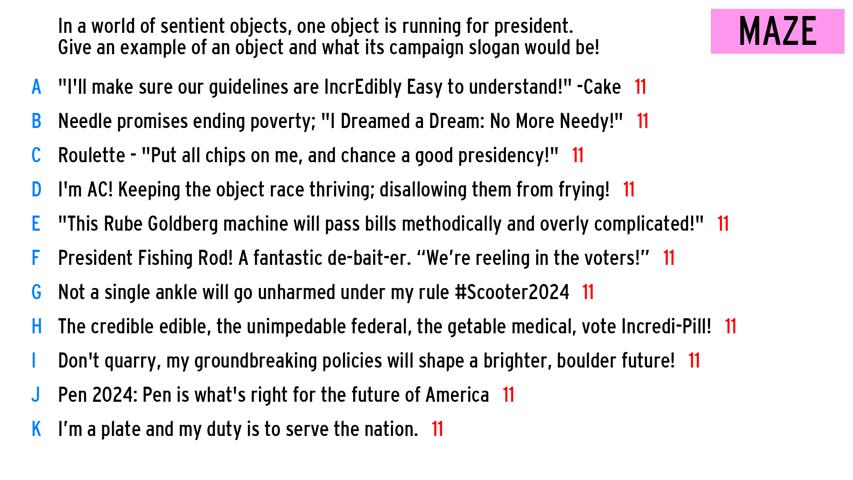 In a world of sentient objects, one object is running for president.
Give an example of an object and what its campaign slogan would be!
MAZE
A "I'll make sure our guidelines are IncrEdibly Easy to understand!" -Cake 11
B Needle promises ending poverty; "I Dreamed a Dream: No More Needy!" 11
C Roulette - "Put all chips on me, and chance a good presidency!" 11
D I'm AC! Keeping the object race thriving; disallowing them from frying! 11
E "This Rube Goldberg machine will pass bills methodically and overly complicated!" 11
F President Fishing Rod! A fantastic de-bait-er. “We’re reeling in the voters!” 11
G Not a single ankle will go unharmed under my rule #Scooter2024 11
H The credible edible, the unimpedable federal, the getable medical, vote Incredi-Pill! 11
I Don't quarry, my groundbreaking policies will shape a brighter, boulder future! 11
J Pen 2024: Pen is what's right for the future of America 11
K I’m a plate and my duty is to serve the nation. 11